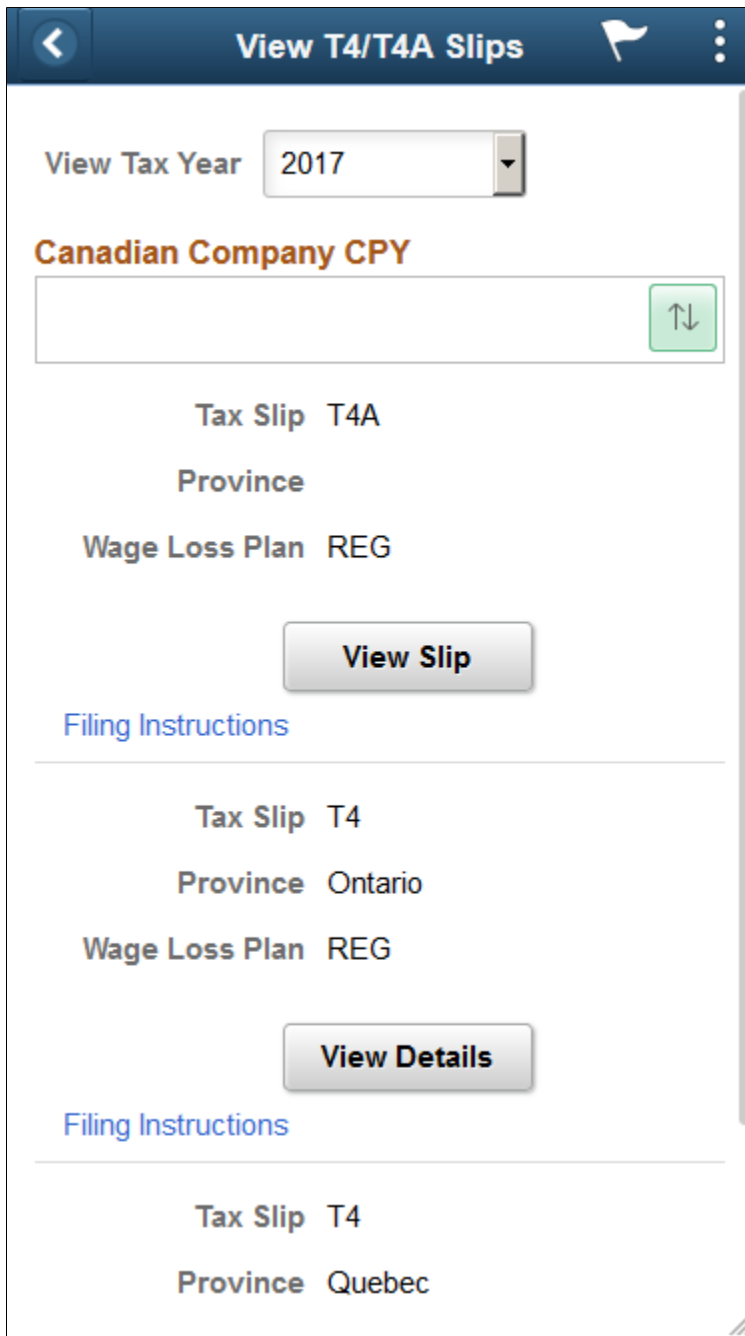 View T4/T4A Slips
View Tax Year 2017
Canadian Company CPY
Tax Slip T4A
Province
Wage Loss Plan REG
View Slip
Filing Instructions
Tax Slip T4
Province Ontario
Wage Loss Plan REG
View Details
Filing Instructions
Tax Slip T4
Province Quebec